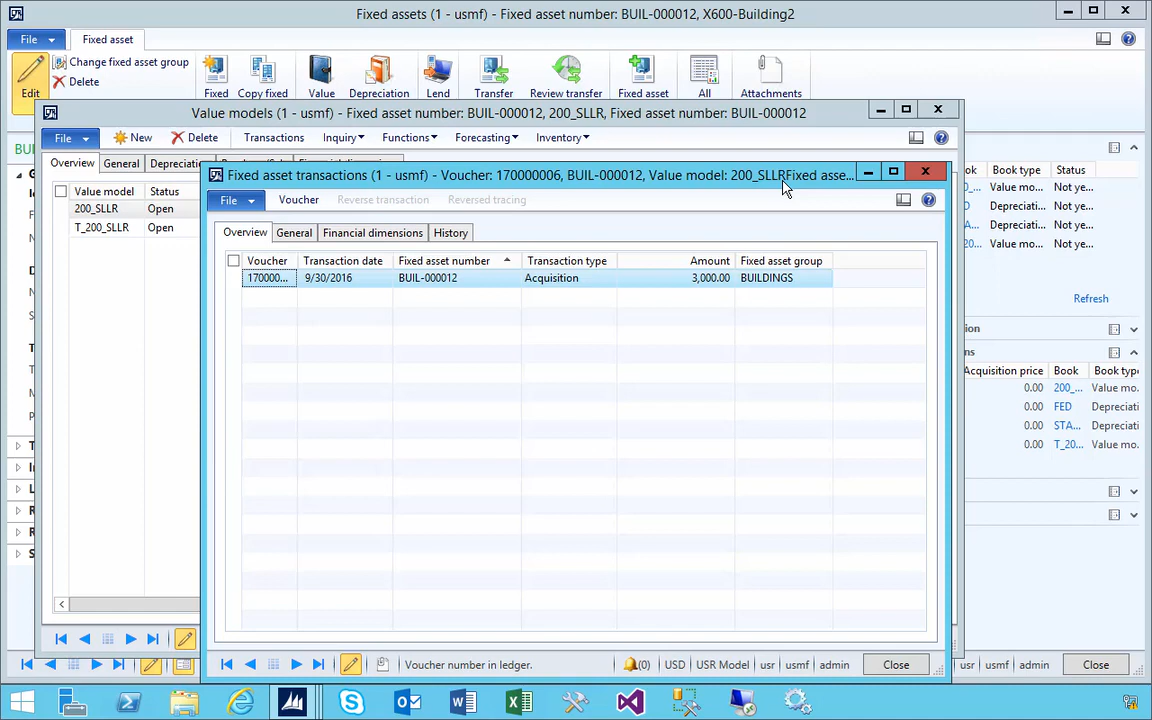 Fixed assets (1 - usmf) - Fixed asset number: BUIL-000012, X600-Building2
File
Fixed asset
Edit
Change fixed asset group
Delete
Fixed
Copy fixed
Value
Depreciation
Lend
Transfer
Review transfer
Fixed asset
All
Attachments
Value models (1 - usmf) - Fixed asset number: BUIL-000012, 200_SLLR, Fixed asset number: BUIL-000012
File
New
Delete
Transactions
Inquiry
Functions
Forecasting
Inventory
Overview
General
Value model
Status
200_SLLR
Open
T_200_SLLR
Open
Fixed asset transactions (1 - usmf) - Voucher: 170000006, BUIL-000012, Value model: 200_SLLRFixed asse...
File
Voucher
Reverse transaction
Reversed tracing
Overview
General
Financial dimensions
History
Voucher
Transaction date
Fixed asset number
Transaction type
Amount
Fixed asset group
170000...
9/30/2016
BUIL-000012
Acquisition
3,000.00
BUILDINGS
Voucher number in ledger.
(0)
USD
USR Model
usr
usmf
admin
Close
Book type
Status
Value mo...
Not ye...
Depreciati...
Not ye...
Depreciati...
Not ye...
Value mo...
Not ye...
Refresh
Acquisition price
Book
Book type
0.00
200_...
Value mo...
0.00
FED
Depreciati
0.00
STA...
Depreciati
0.00
T_20...
Value mo..
usr
usmf
admin
Close